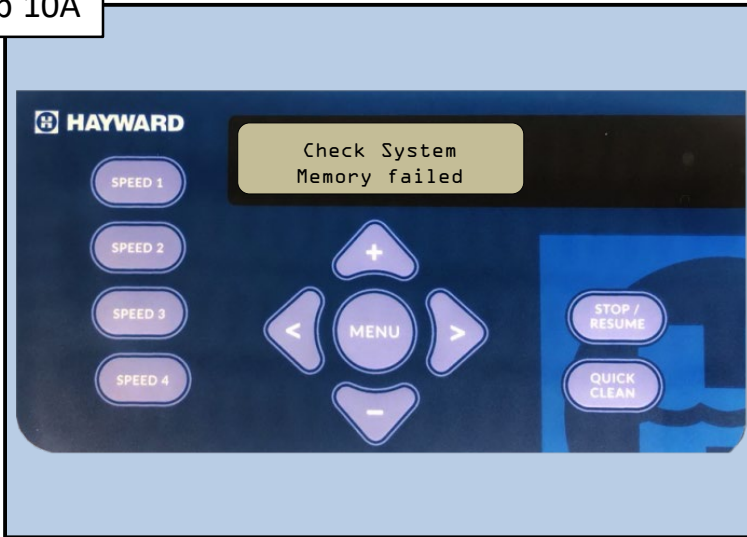 10A
HAYWARD
Check System
Memory failed
SPEED 1
SPEED 2
SPEED 3
SPEED 4
+
<
MENU
>
-
STOP /
RESUME
QUICK
CLEAN